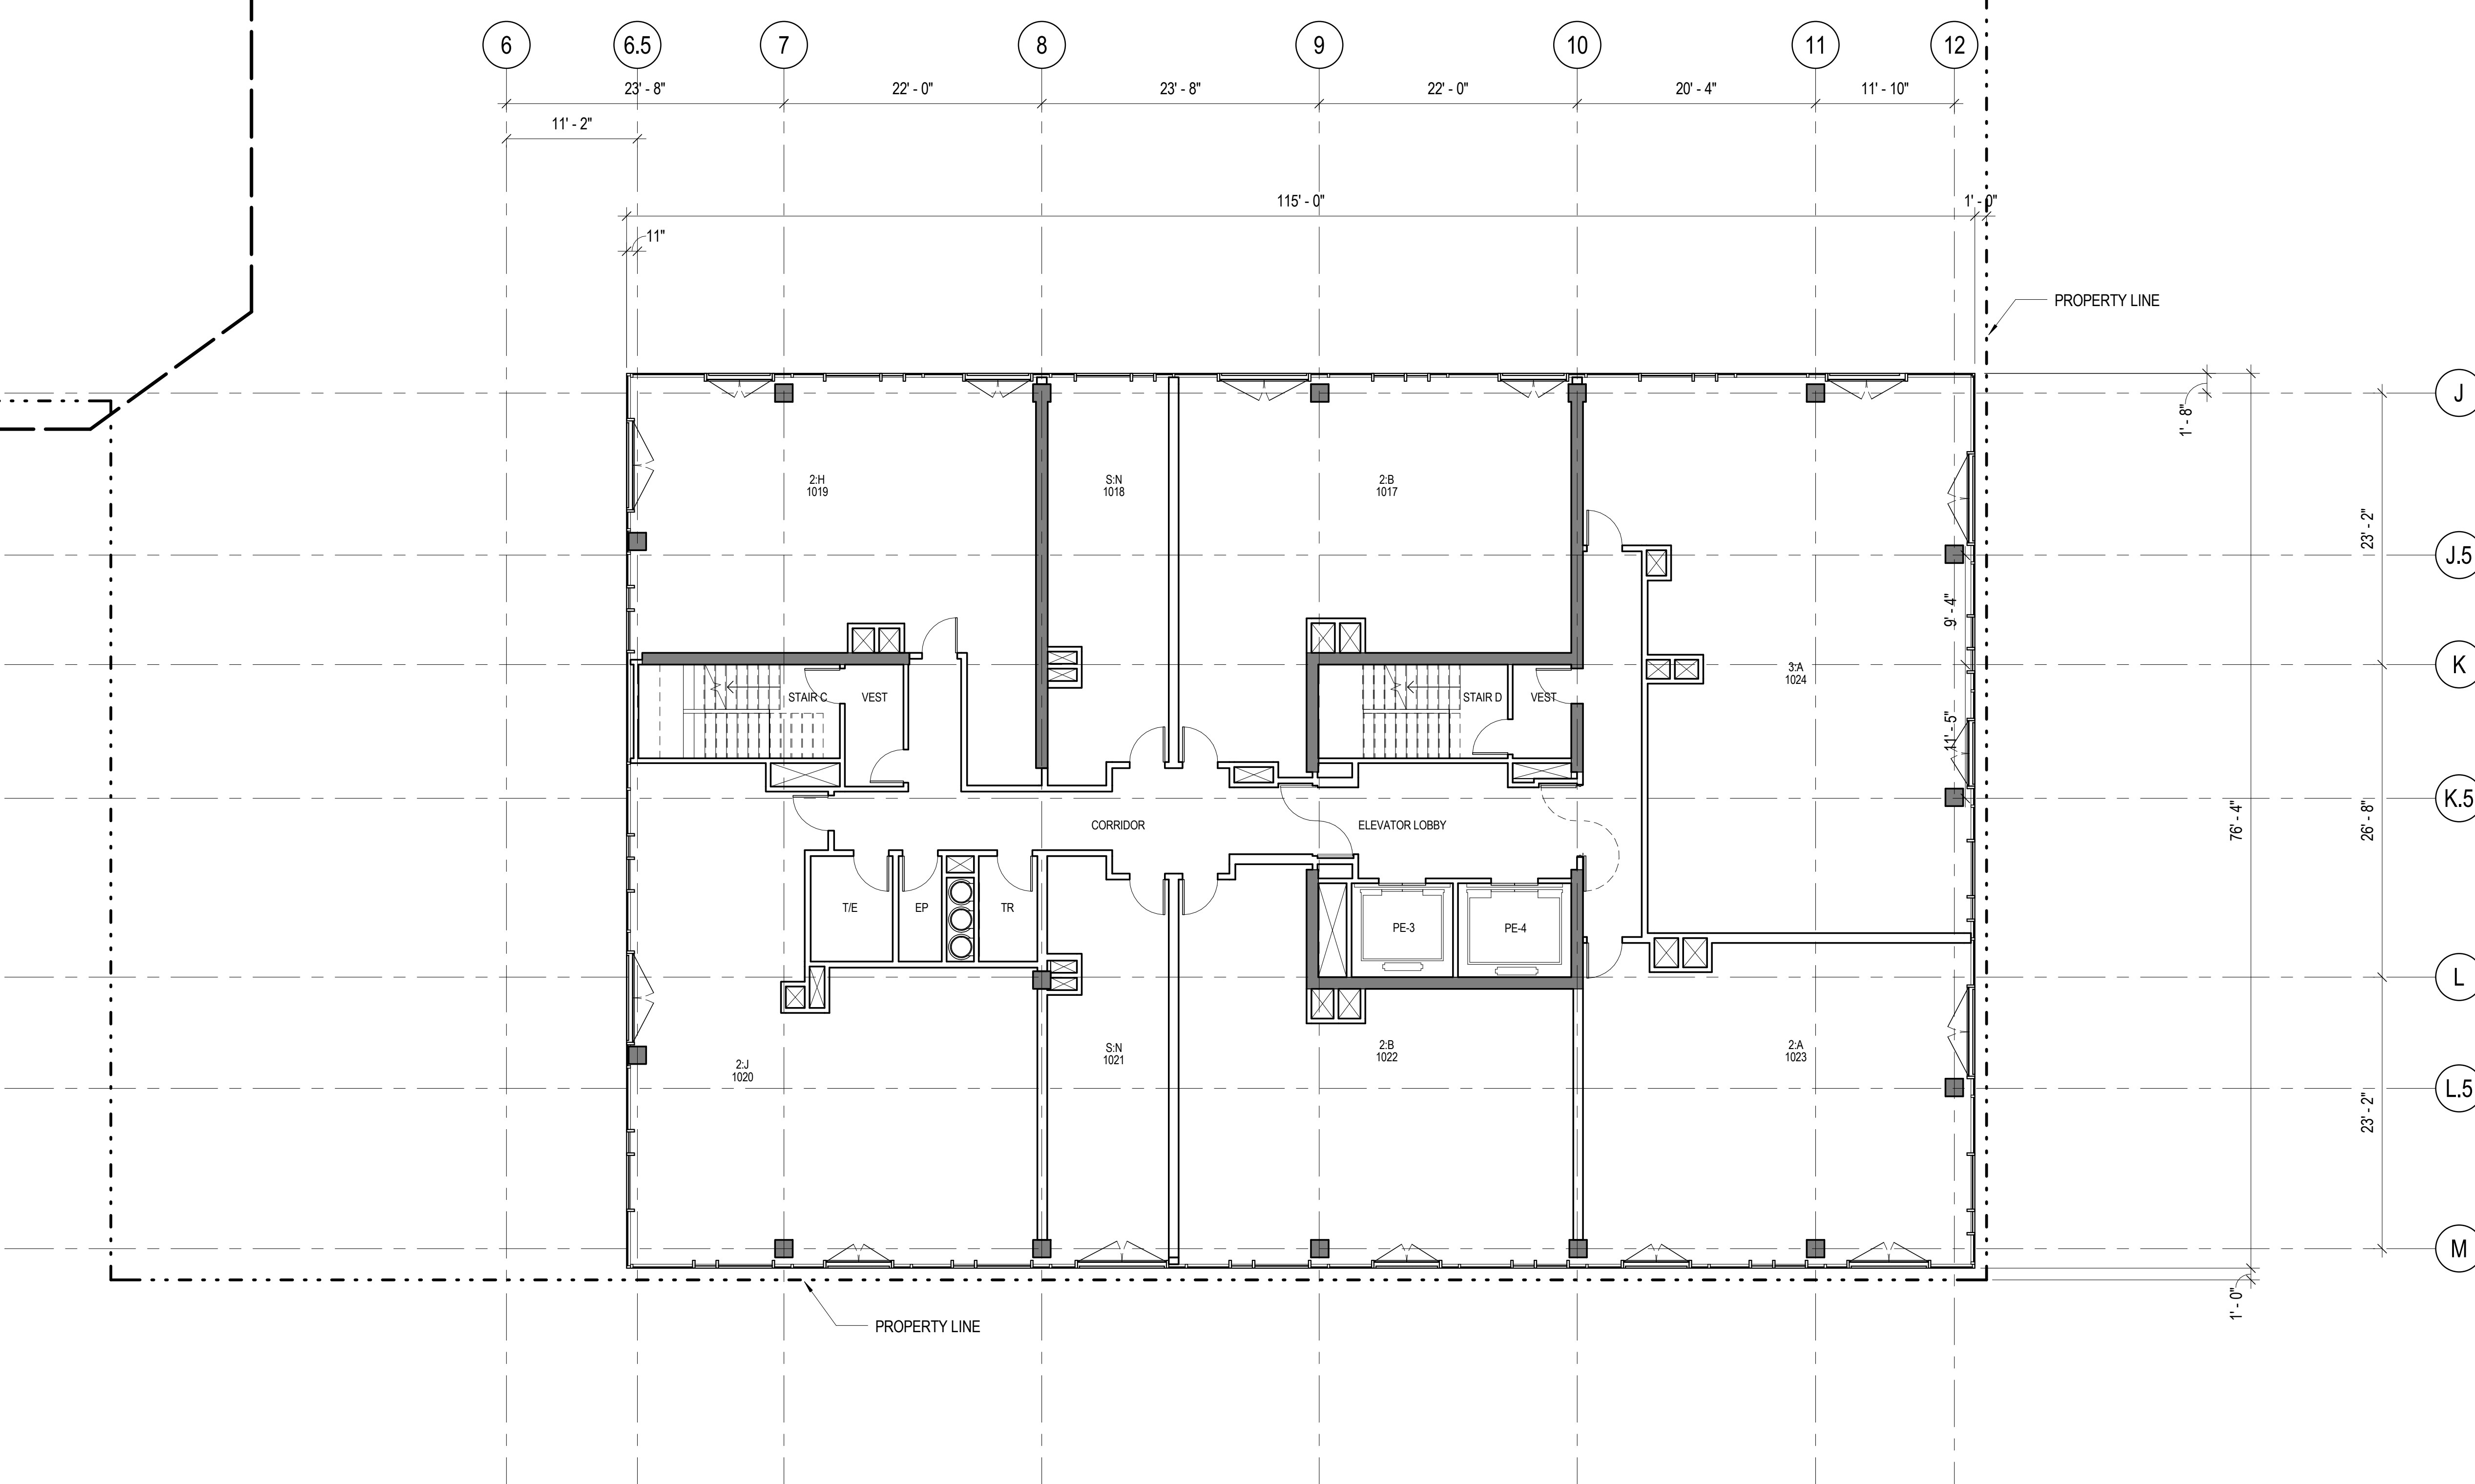 6
6.5
7
8
9
10
11
12
23' - 8"
22' - 0"
23' - 8"
22' - 0"
20' - 4"
11' - 10"
11' - 2"
115' - 0"
1' - 0"
11"
PROPERTY LINE
J
1' - 8"
2:H
1019
S:N
1018
2:B
1017
23' - 2"
J.5
9' - 4"
K
3:A
1024
STAIR C
VEST
STAIR D
VEST
11' - 5"
K.5
CORRIDOR
ELEVATOR LOBBY
76' - 4"
26' - 8"
T/E
EP
TR
PE-3
PE-4
L
2:J
1020
S:N
1021
2:B
1022
2:A
1023
L.5
23' - 2"
M
1' - 0"
PROPERTY LINE